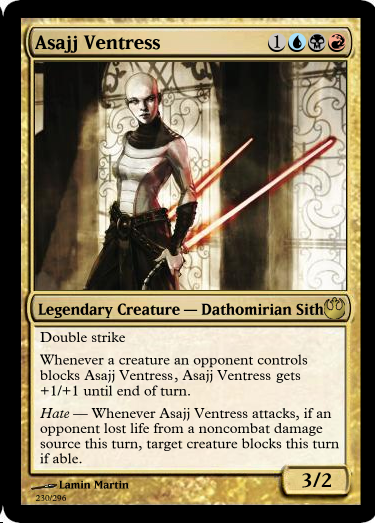 Asajj Ventress 1
Legendary Creature — Dathomirian Sith
Double strike
Whenever a creature an opponent controls
blocks Asajj Ventress, Asajj Ventress gets
+1/+1 until end of turn.
Hate — Whenever Asajj Ventress attacks, if an
opponent lost life from a noncombat damage
source this turn, target creature blocks this turn
if able.
3/2
Lamin Martin
230/296